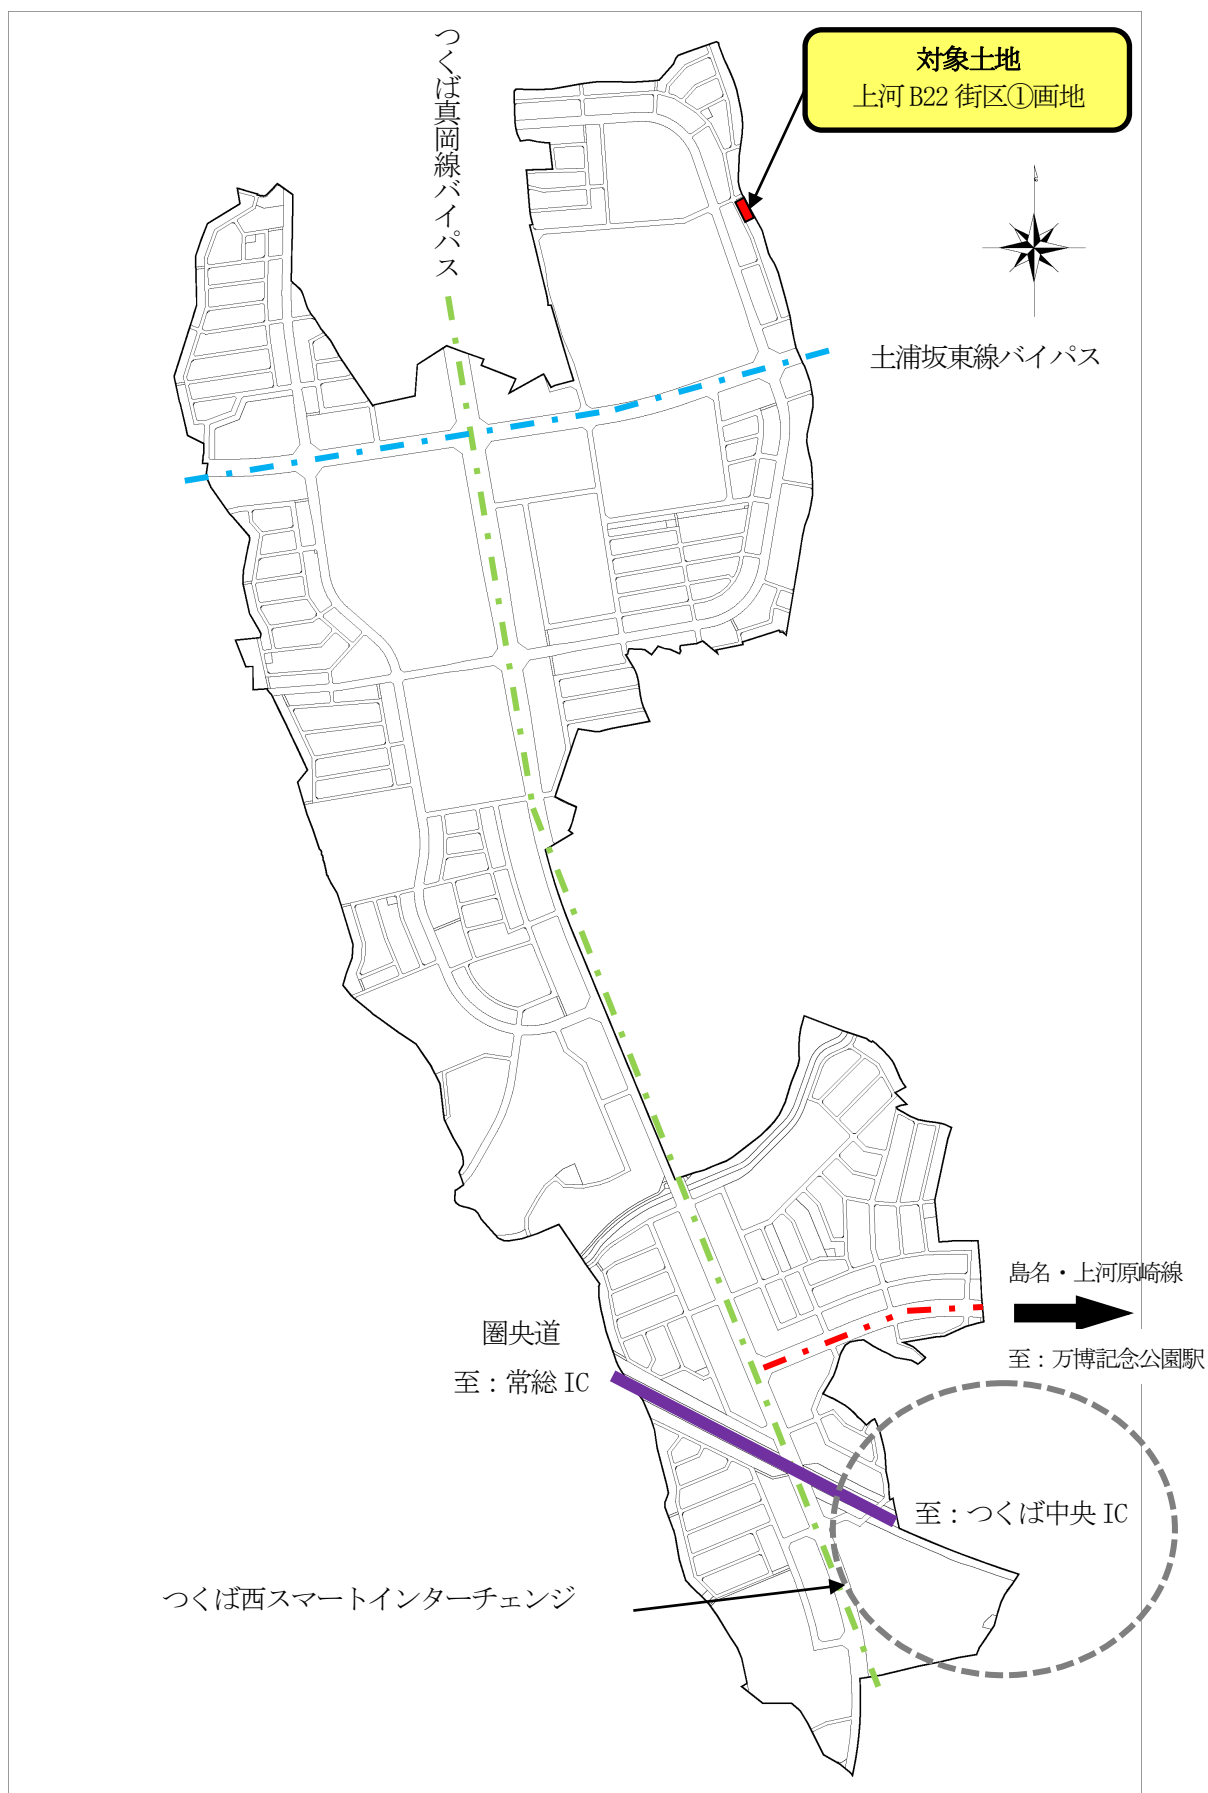 つくば真岡線バイパス
対象土地
上河 B22 街区①画地
土浦坂東線バイパス
島名・上河原崎線
圏央道
至：万博記念公園駅
至：常総 IC
至：つくば中央 IC
つくば西スマートインターチェンジ